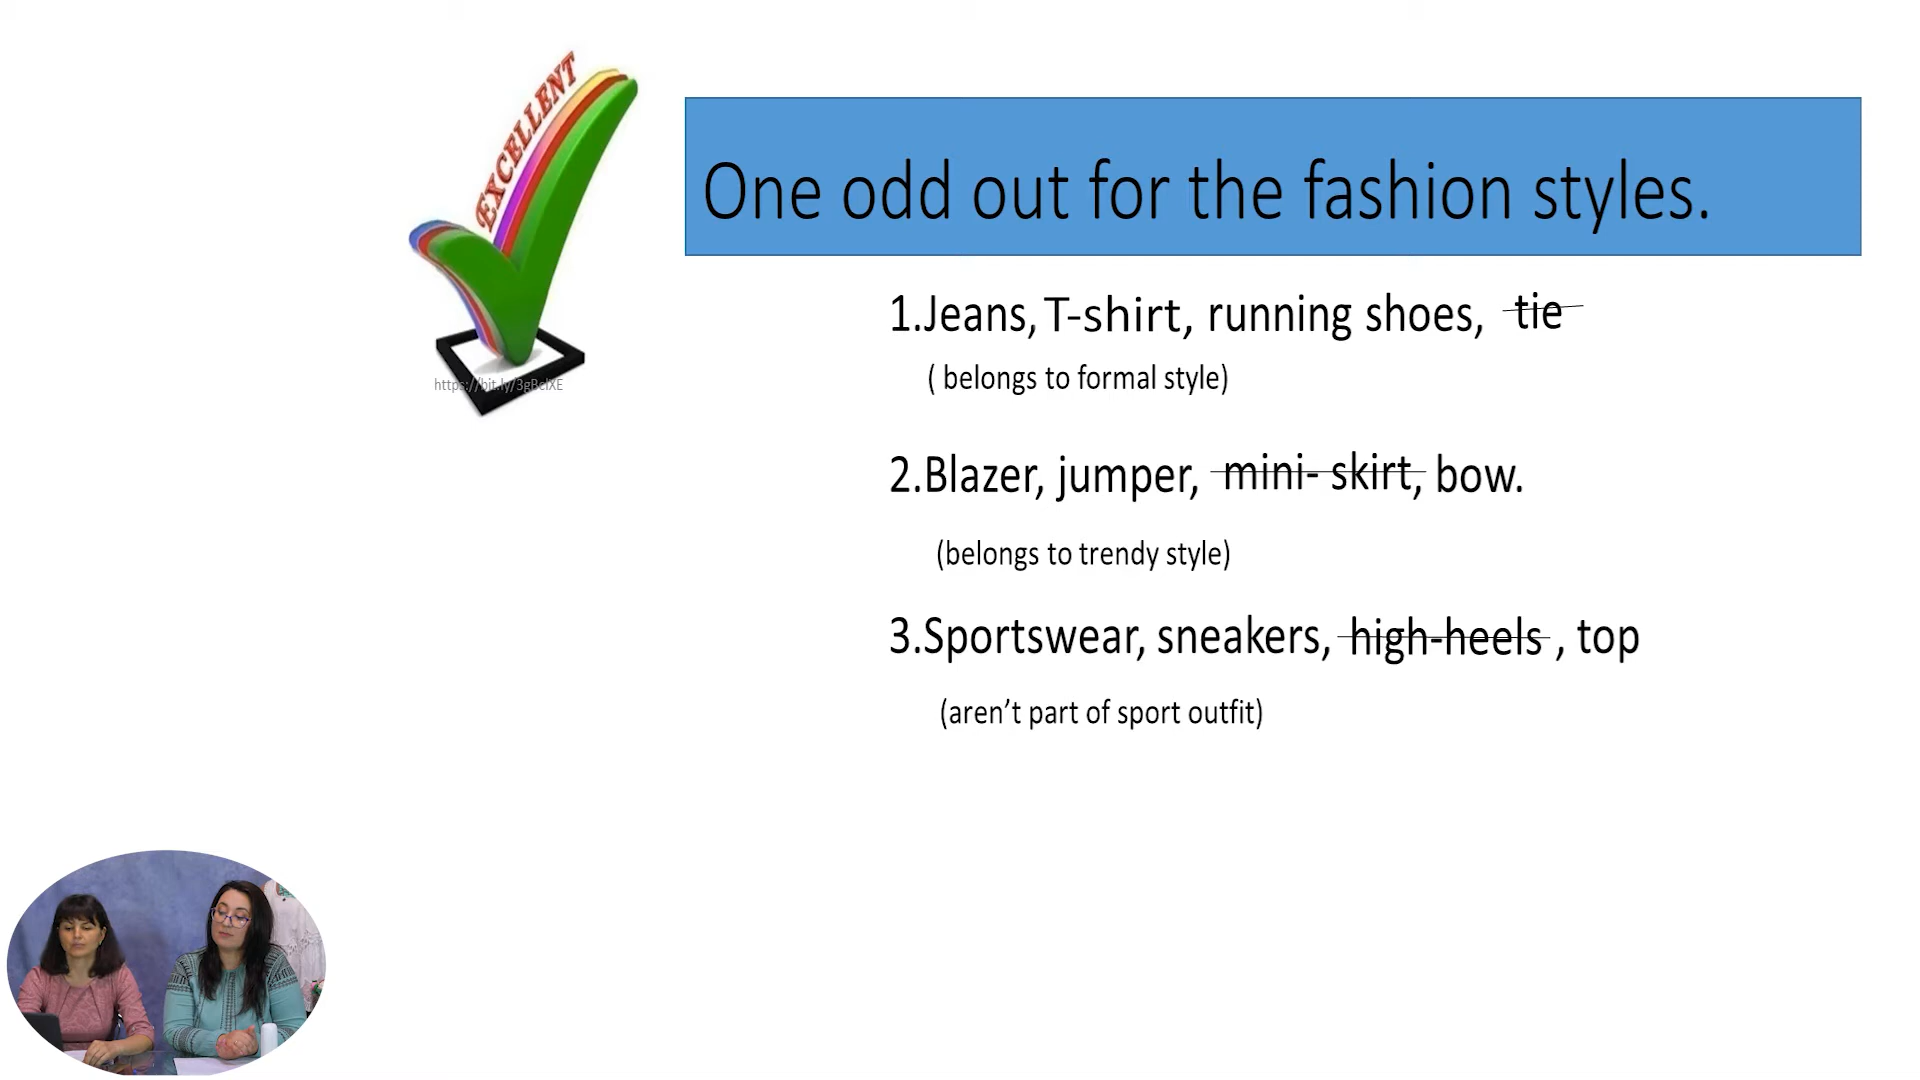 EXCELLENT
One odd out for the fashion styles.
1.Jeans, T-shirt, running shoes, tie
( belongs to formal style)
2.Blazer, jumper, mini- skirt, bow.
(belongs to trendy style)
3.Sportswear, sneakers, high-heels , top
(aren’t part of sport outfit)